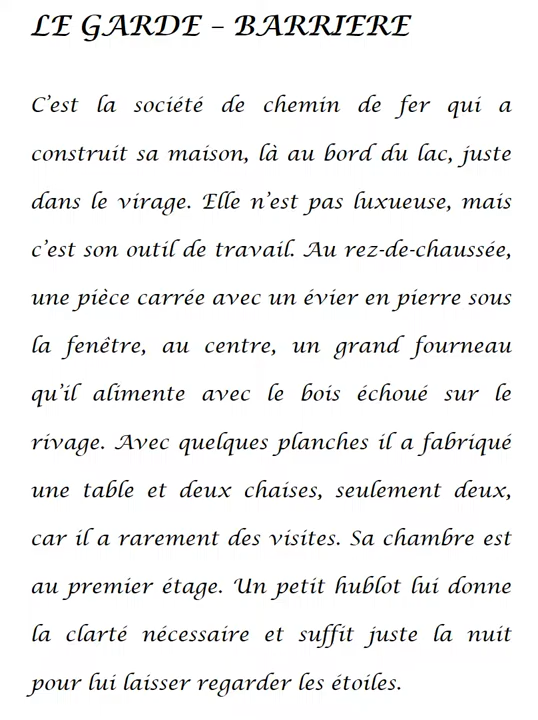 LE GARDE – BARRIERE
C’est la société de chemin de fer qui a
construit sa maison, là au bord du lac, juste
dans le virage. Elle n’est pas luxueuse, mais
c’est son outil de travail. Au rez-de-chaussée,
une pièce carrée avec un évier en pierre sous
la fenêtre, au centre, un grand fourneau
qu’il alimente avec le bois échoué sur le
rivage. Avec quelques planches il a fabriqué
une table et deux chaises, seulement deux,
car il a rarement des visites. Sa chambre est
au premier étage. Un petit hublot lui donne
la clarté nécessaire et suffit juste la nuit
pour lui laisser regarder les étoiles.